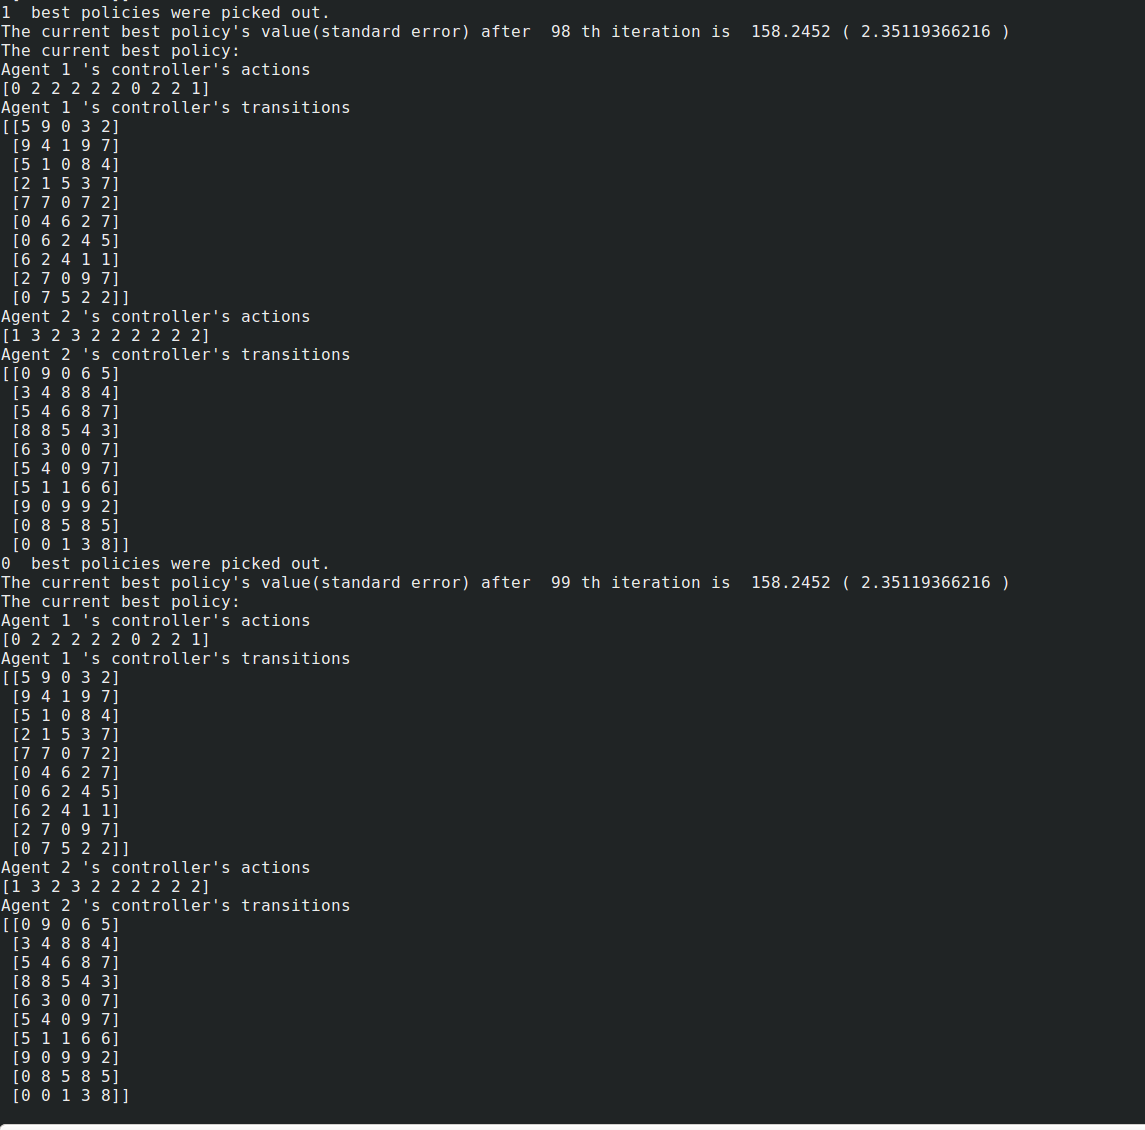 1  best policies were picked out.
The current best policy's value(standard error) after  98 th iteration is  158.2452 ( 2.35119366216 )
The current best policy:
Agent 1 's controller's actions
[0 2 2 2 2 2 0 2 2 1]
Agent 1 's controller's transitions
[[5 9 0 3 2]
 [9 4 1 9 7]
 [5 1 0 8 4]
 [2 1 5 3 7]
 [7 7 0 7 2]
 [0 4 6 2 7]
 [0 6 2 4 5]
 [6 2 4 1 1]
 [2 7 0 9 7]
 [0 7 5 2 2]]
Agent 2 's controller's actions
[1 3 2 3 2 2 2 2 2 2]
Agent 2 's controller's transitions
[[0 9 0 6 5]
 [3 4 8 8 4]
 [5 4 6 8 7]
 [8 8 5 4 3]
 [6 3 0 0 7]
 [5 4 0 9 7]
 [5 1 1 6 6]
 [9 0 9 9 2]
 [0 8 5 8 5]
 [0 0 1 3 8]]
0  best policies were picked out.
The current best policy's value(standard error) after  99 th iteration is  158.2452 ( 2.35119366216 )
The current best policy:
Agent 1 's controller's actions
[0 2 2 2 2 2 0 2 2 1]
Agent 1 's controller's transitions
[[5 9 0 3 2]
 [9 4 1 9 7]
 [5 1 0 8 4]
 [2 1 5 3 7]
 [7 7 0 7 2]
 [0 4 6 2 7]
 [0 6 2 4 5]
 [6 2 4 1 1]
 [2 7 0 9 7]
 [0 7 5 2 2]]
Agent 2 's controller's actions
[1 3 2 3 2 2 2 2 2 2]
Agent 2 's controller's transitions
[[0 9 0 6 5]
 [3 4 8 8 4]
 [5 4 6 8 7]
 [8 8 5 4 3]
 [6 3 0 0 7]
 [5 4 0 9 7]
 [5 1 1 6 6]
 [9 0 9 9 2]
 [0 8 5 8 5]
 [0 0 1 3 8]]